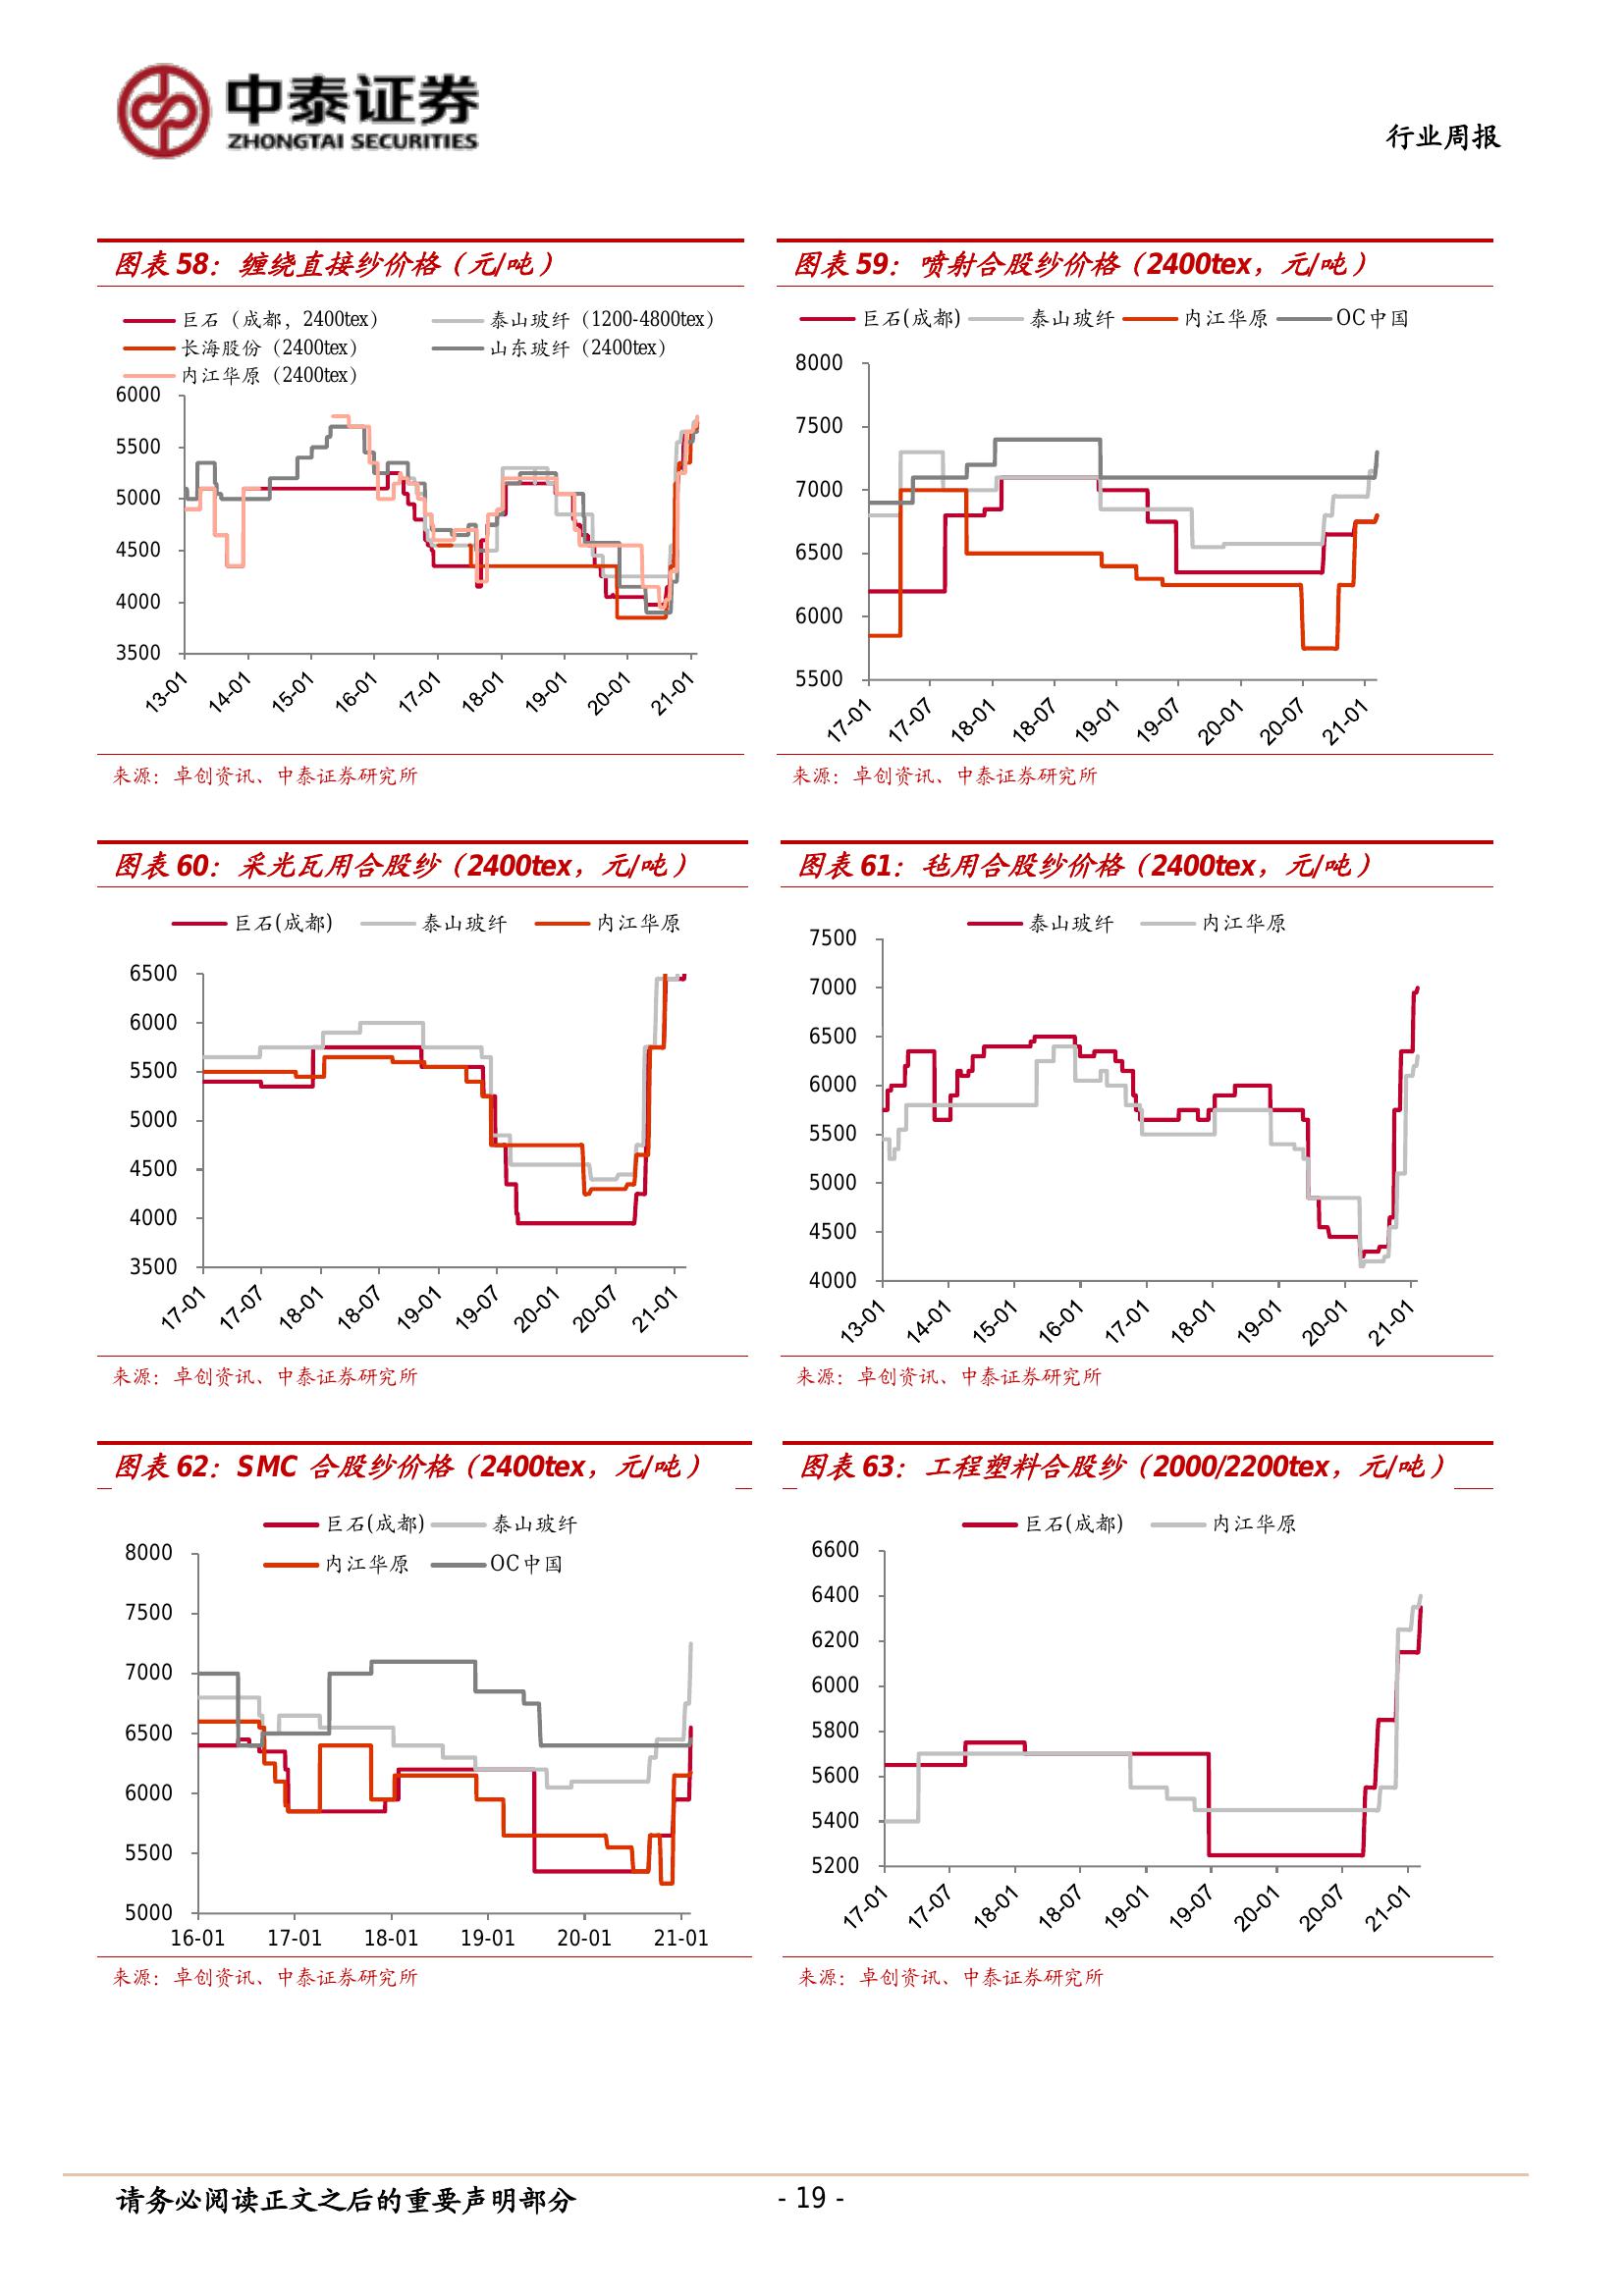 中泰证券
ZHONGTAI SECURITIES
行业周报
图表 58：缠绕直接纱价格（元/吨）
巨石（成都，2400tex） 泰山玻纤（1200-4800tex）
长海股份（2400tex） 山东玻纤（2400tex）
内江华原（2400tex）
6000
5500
5000
4500
4000
3500
13-01 14-01 15-01 16-01 17-01 18-01 19-01 20-01 21-01
来源：卓创资讯、中泰证券研究所
图表 59：喷射合股纱价格（2400tex，元/吨）
巨石(成都) 泰山玻纤 内江华原 OC中国
8000
7500
7000
6500
6000
5500
17-01 17-07 18-01 18-07 19-01 19-07 20-01 20-07 21-01
来源：卓创资讯、中泰证券研究所
图表 60：采光瓦用合股纱（2400tex，元/吨）
巨石(成都) 泰山玻纤 内江华原
6500
6000
5500
5000
4500
4000
3500
17-01 17-07 18-01 18-07 19-01 19-07 20-01 20-07 21-01
来源：卓创资讯、中泰证券研究所
图表 61：毡用合股纱价格（2400tex，元/吨）
泰山玻纤 内江华原
7500
7000
6500
6000
5500
5000
4500
4000
13-01 14-01 15-01 16-01 17-01 18-01 19-01 20-01 21-01
来源：卓创资讯、中泰证券研究所
图表 62：SMC 合股纱价格（2400tex，元/吨）
巨石(成都) 泰山玻纤
内江华原 OC中国
8000
7500
7000
6500
6000
5500
5000
16-01 17-01 18-01 19-01 20-01 21-01
来源：卓创资讯、中泰证券研究所
图表 63：工程塑料合股纱（2000/2200tex，元/吨）
巨石(成都) 内江华原
6600
6400
6200
6000
5800
5600
5400
5200
17-01 17-07 18-01 18-07 19-01 19-07 20-01 20-07 21-01
来源：卓创资讯、中泰证券研究所
请务必阅读正文之后的重要声明部分 - 19 -